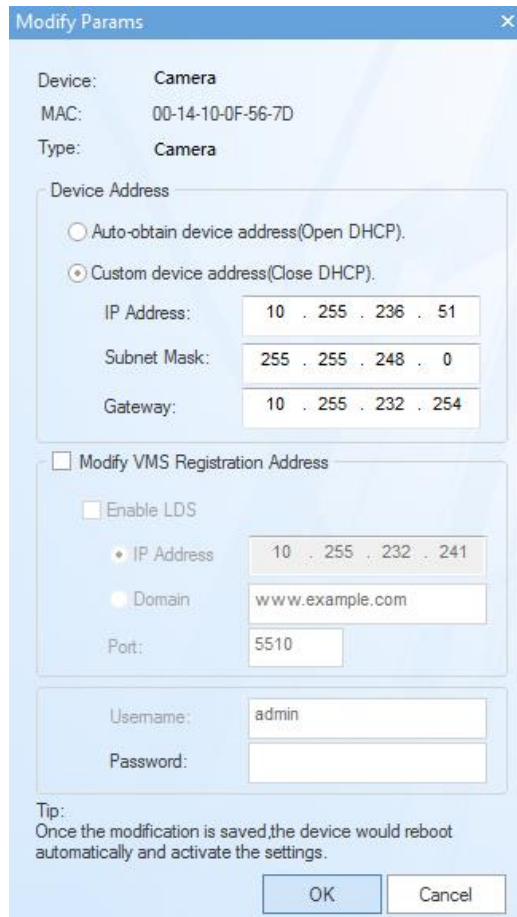 Modify Params
Device: Camera
MAC: 00-14-10-0F-56-7D
Type: Camera
Device Address
Auto-obtain device address(Open DHCP).
Custom device address(Close DHCP).
IP Address: 10 . 255 . 236 . 51
Subnet Mask: 255 . 255 . 248 . 0
Gateway: 10 . 255 . 232 . 254
Modify VMS Registration Address
Enable LDS
IP Address 10 . 255 . 232 . 241
Domain www.example.com
Port: 5510
Username: admin
Password:
Tip:
Once the modification is saved,the device would reboot
automatically and activate the settings.
OK Cancel